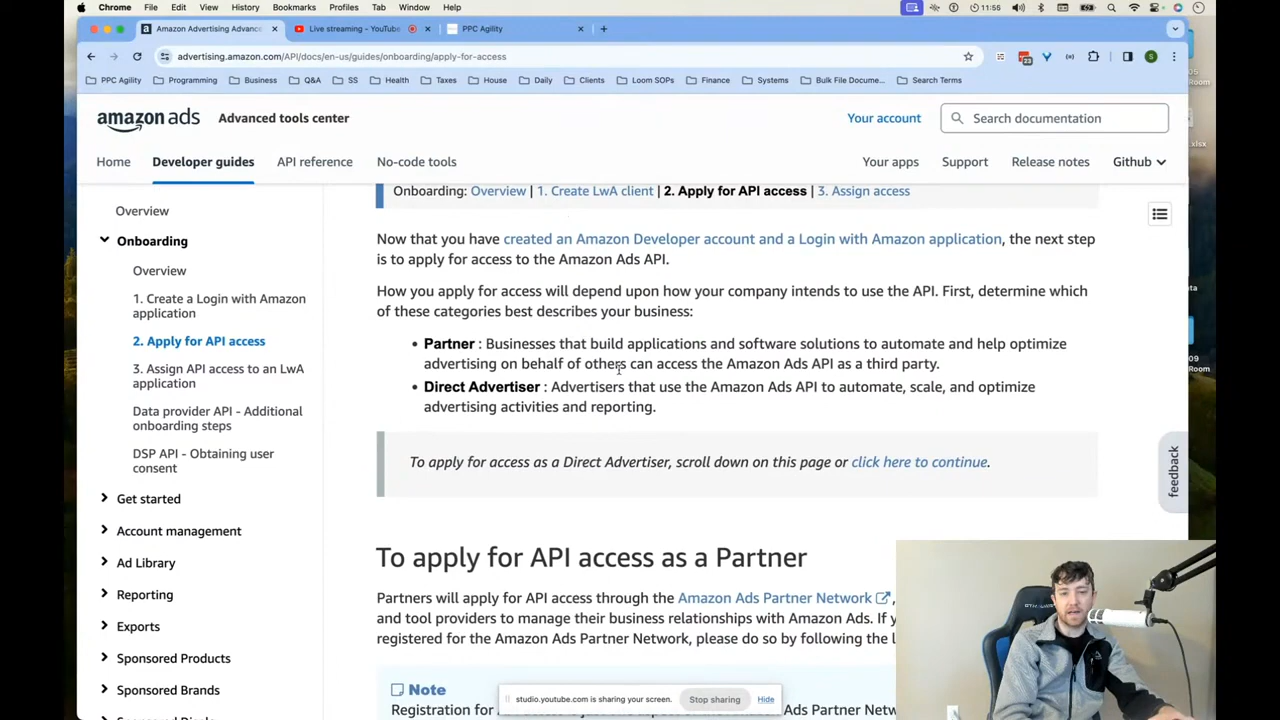 Chrome File Edit View History Bookmarks Profiles Tab Window Help 11:55
Amazon Advertising Advanc Live streaming - YouTube PPC Agility
advertising.amazon.com/API/docs/en-us/guides/onboarding/apply-for-access
23 S
PPC Agility Programming Business Q&A SS Health Taxes House Daily Clients Loom SOPs Finance Systems Bulk File Docume... Search Terms
amazon ads Advanced tools center Your account Search documentation
Home Developer guides API reference No-code tools Your apps Support Release notes Github
Overview
Onboarding
Overview
1. Create a Login with Amazon
application
2. Apply for API access
3. Assign API access to an LwA
application
Data provider API - Additional
onboarding steps
DSP API - Obtaining user
consent
Get started
Account management
Ad Library
Reporting
Exports
Sponsored Products
Sponsored Brands
Onboarding: Overview | 1. Create LwA client | 2. Apply for API access | 3. Assign access
Now that you have created an Amazon Developer account and a Login with Amazon application, the next step
is to apply for access to the Amazon Ads API.
How you apply for access will depend upon how your company intends to use the API. First, determine which
of these categories best describes your business:
• Partner : Businesses that build applications and software solutions to automate and help optimize
advertising on behalf of others can access the Amazon Ads API as a third party.
• Direct Advertiser : Advertisers that use the Amazon Ads API to automate, scale, and optimize
advertising activities and reporting.
To apply for access as a Direct Advertiser, scroll down on this page or click here to continue.
feedback
To apply for API access as a Partner
Partners will apply for API access through the Amazon Ads Partner Network ,
and tool providers to manage their business relationships with Amazon Ads. If y
registered for the Amazon Ads Partner Network, please do so by following the l
Note
Registration for
Ads Partner Netw
studio.youtube.com is sharing your screen. Stop sharing Hide
05
Room
.xlsx
ata
09
Room